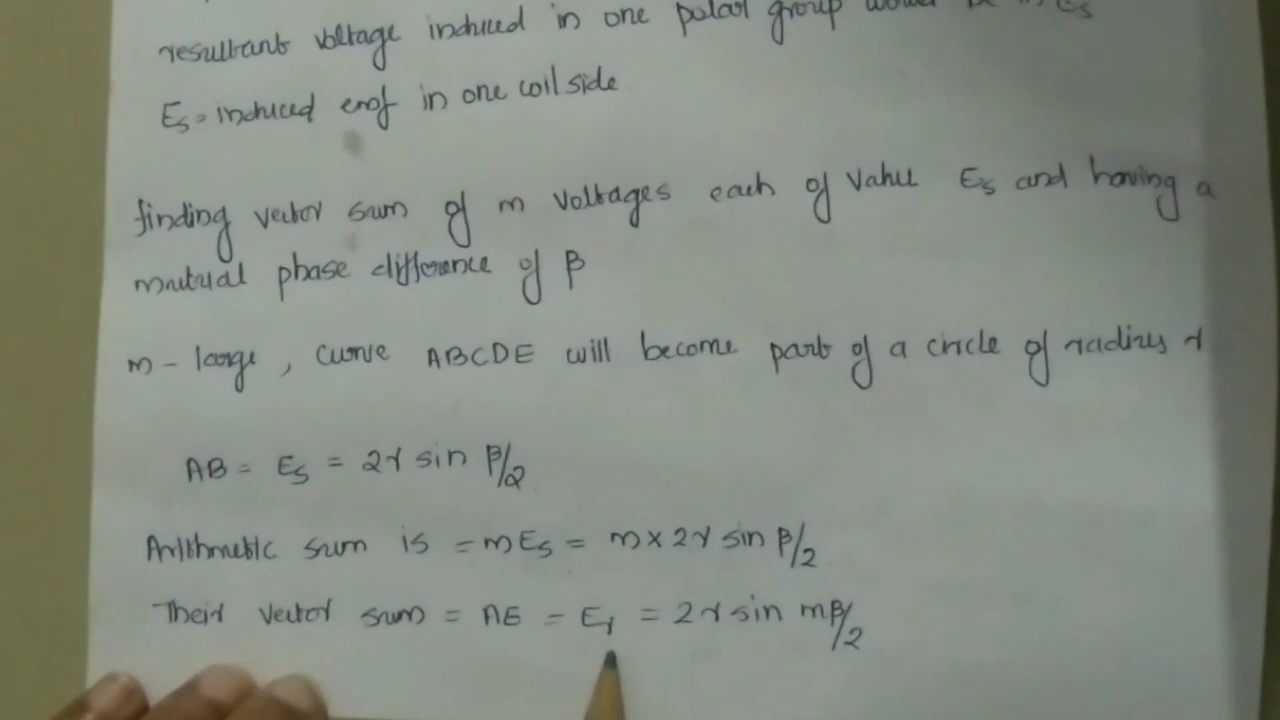 resultant voltage induced in one polar group would be Es
Es = induced emf in one coil side
finding vector sum of m voltages each of value Es and having a
mutual phase difference of β
m - large, curve ABCDE will become part of a circle of radius r
AB = Es = 2r sin β/2
Arithmetic sum is = mEs = m × 2r sin β/2
Their vector sum = AE = Er = 2r sin mβ/2